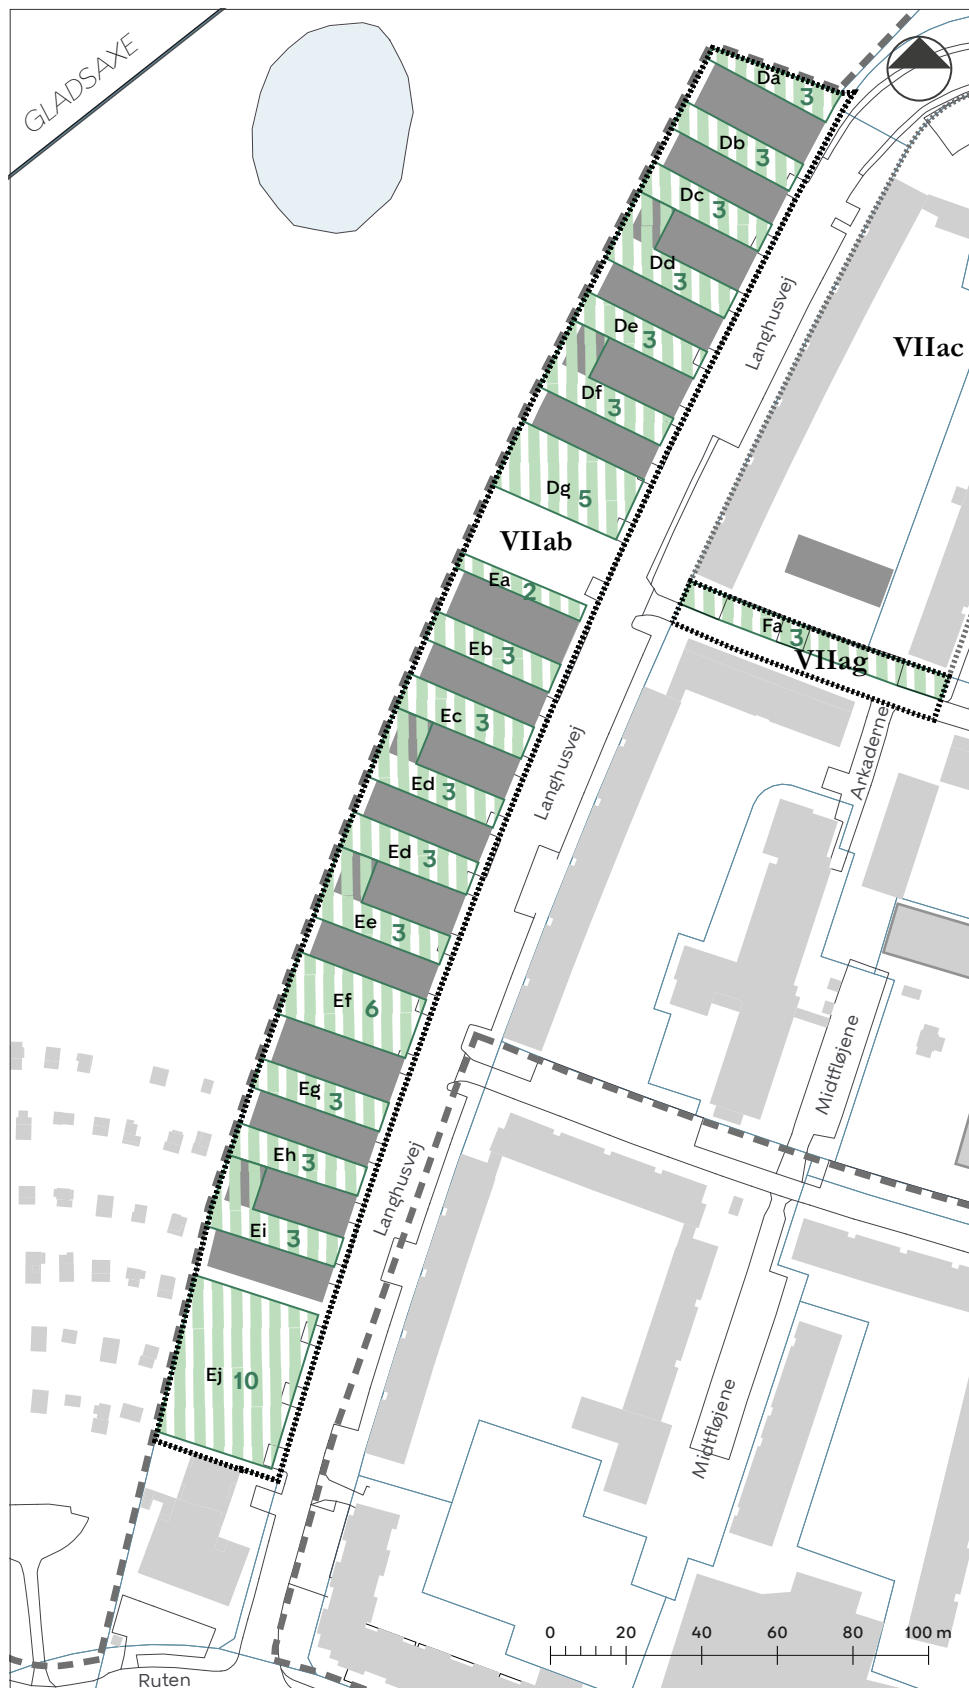 GLADSAXE
Da 3
Db 3
Dc 3
Dd 3
Langhusvej
De 3
VIIac
Df 3
Dg 5
VIIab
Ea 2
Fa 3
Eb 3
VIIag
Ec 3
Arkaderne
Ed 3
Langhusvej
Ed 3
Ee 3
Ef 6
Midtfløjene
Eg 3
Eh 3
Langhusvej
Ei 3
Ej 10
Midtfløjene
0 20 40 60 80 100 m
Ruten